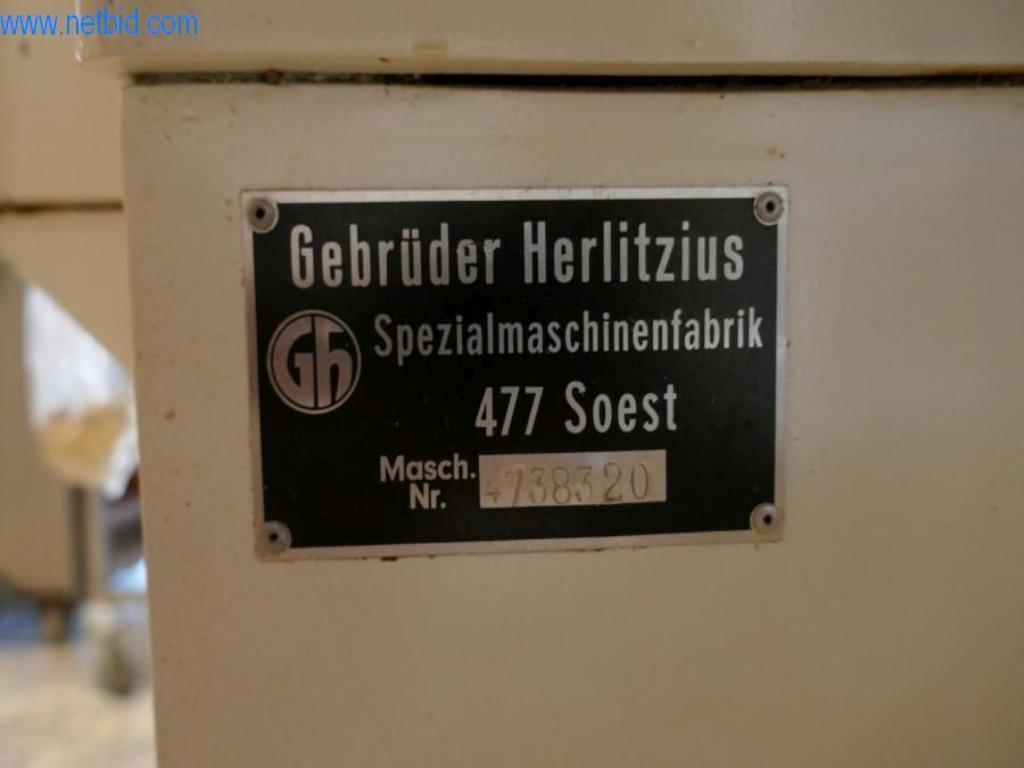 www.netbid.com
Gebrüder Herlitzius
Gh
Spezialmaschinenfabrik
477 Soest
Masch. Nr. 4738320